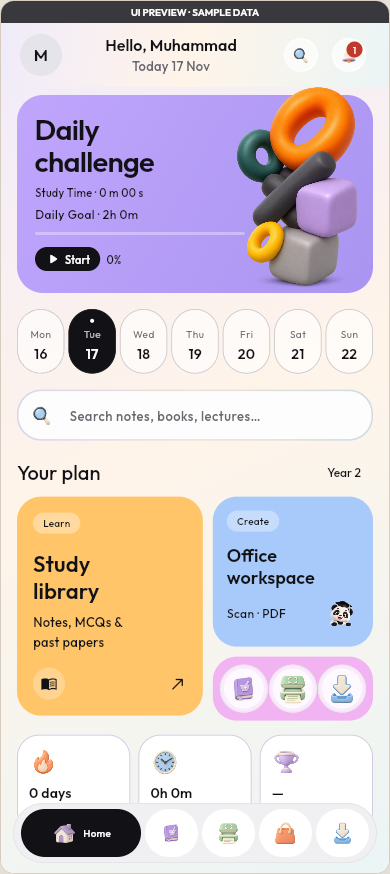 UI PREVIEW · SAMPLE DATA
M
Hello, Muhammad
Today 17 Nov
1
Daily
challenge
Study Time · 0 m 00 s
Daily Goal · 2h 0m
Start 0%
Mon Tue Wed Thu Fri Sat Sun
16 17 18 19 20 21 22
Search notes, books, lectures…
Your plan Year 2
Learn
Study
library
Notes, MCQs &
past papers
Create
Office
workspace
Scan · PDF
0 days 0h 0m —
Home